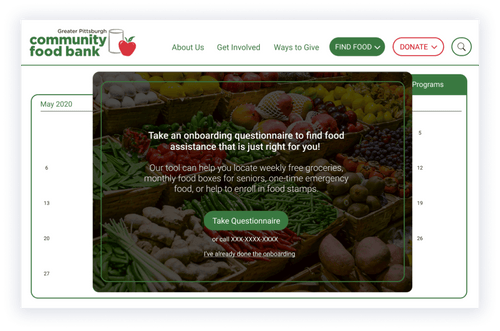 Greater Pittsburgh
community
food bank
About Us Get Involved Ways to Give FIND FOOD DONATE
Programs
May 2020
Take an onboarding questionnaire to find food
assistance that is just right for you!
Our tool can help you locate weekly free groceries,
monthly food boxes for seniors, one-time emergency
food, or help to enroll in food stamps.
Take Questionnaire
or call XXX-XXXX-XXXX
I've already done the onboarding
5
6
12
13
19
20
26
27